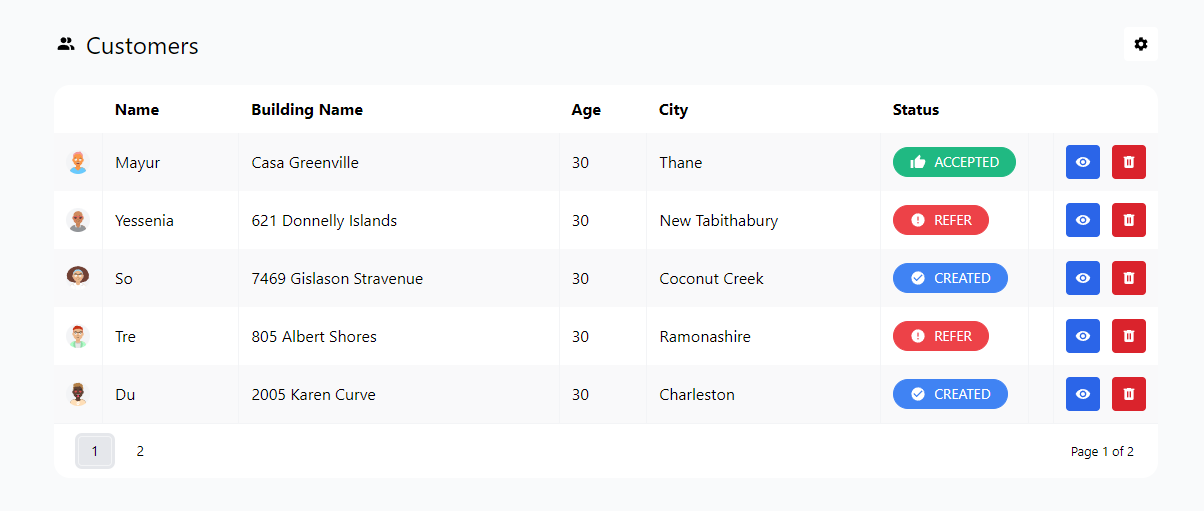 Customers
Name Building Name Age City Status
Mayur Casa Greenville 30 Thane ACCEPTED
Yessenia 621 Donnelly Islands 30 New Tabithabury REFER
So 7469 Gislason Stravenue 30 Coconut Creek CREATED
Tre 805 Albert Shores 30 Ramonashire REFER
Du 2005 Karen Curve 30 Charleston CREATED
1 2 Page 1 of 2